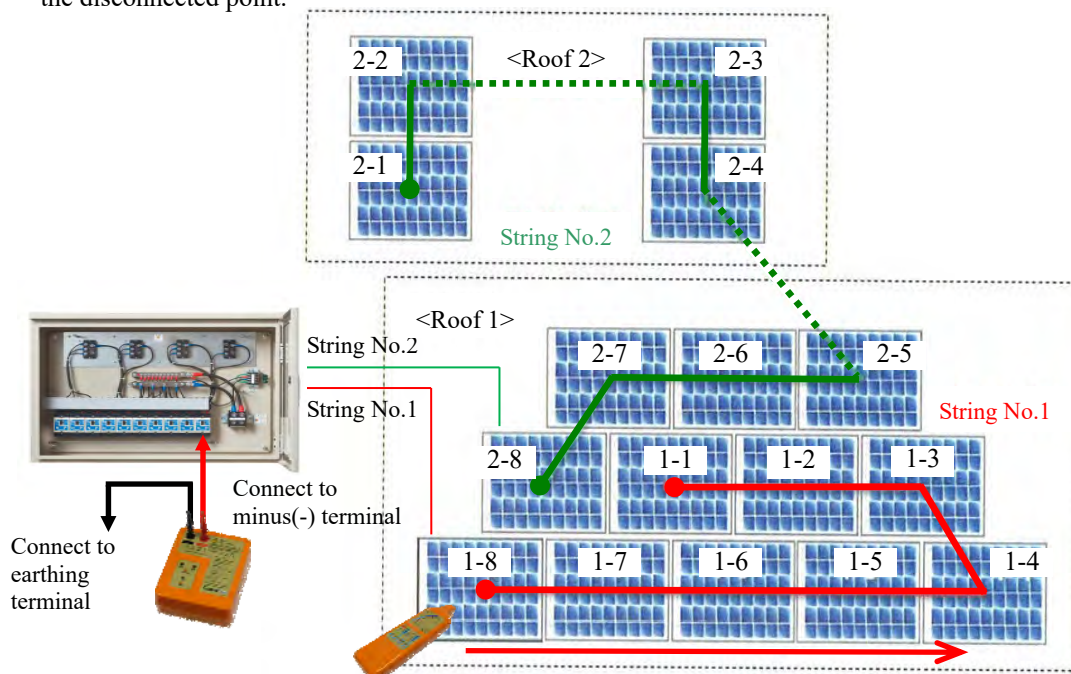 the disconnected point.
<Roof 2>
2-2
2-3
2-1
2-4
String No.2
<Roof 1>
String No.2
String No.1
2-7
2-6
2-5
String No.1
2-8
1-1
1-2
1-3
Connect to
minus(-) terminal
Connect to
earthing
terminal
1-8
1-7
1-6
1-5
1-4